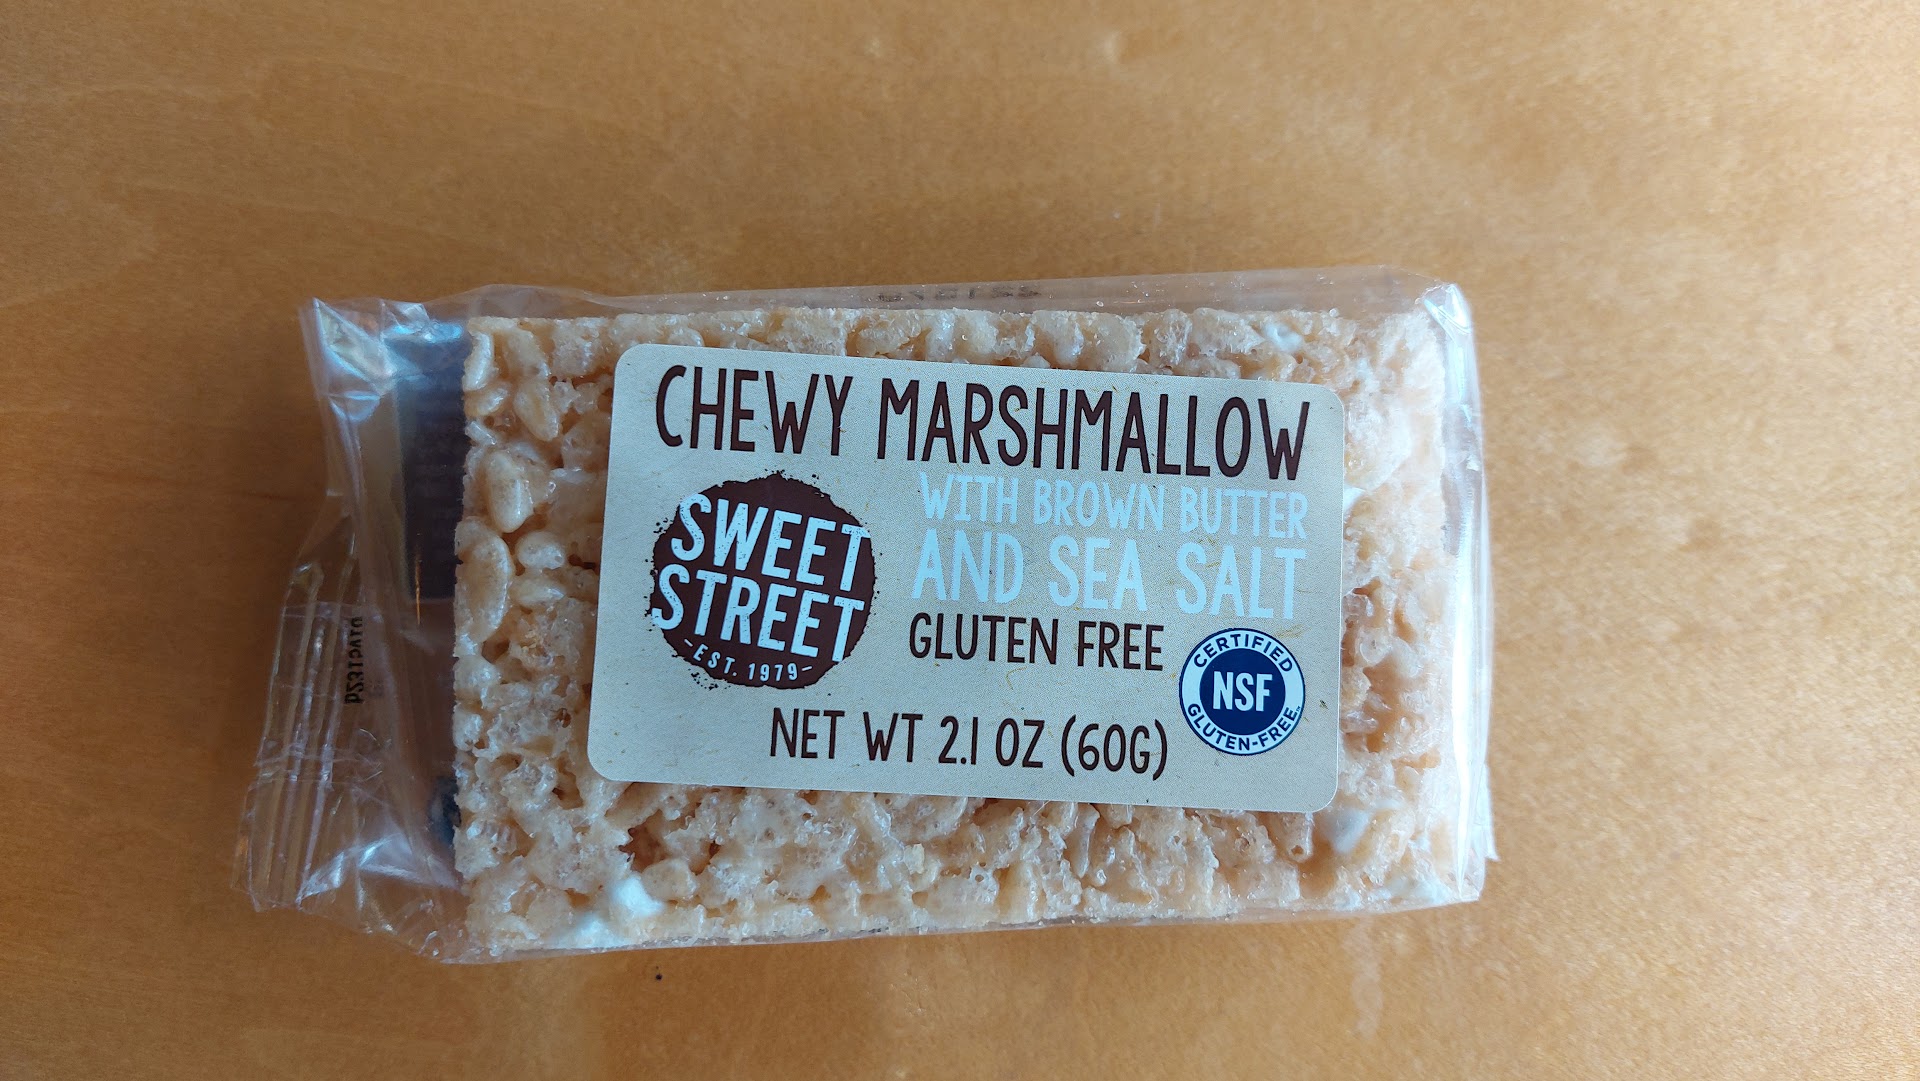 CHEWY MARSHMALLOW
WITH BROWN BUTTER
AND SEA SALT
GLUTEN FREE
SWEET
STREET
-EST. 1979-
CERTIFIED
NSF
GLUTEN-FREE
NET WT 2.1 OZ (60G)